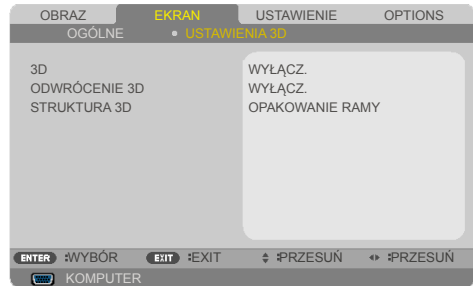 OBRAZ EKRAN USTAWIENIE OPTIONS
OGÓLNE • USTAWIENIA 3D
3D WYŁĄCZ.
ODWRÓCENIE 3D WYŁĄCZ.
STRUKTURA 3D OPAKOWANIE RAMY
ENTER :WYBÓR EXIT :EXIT :PRZESUŃ :PRZESUŃ
KOMPUTER